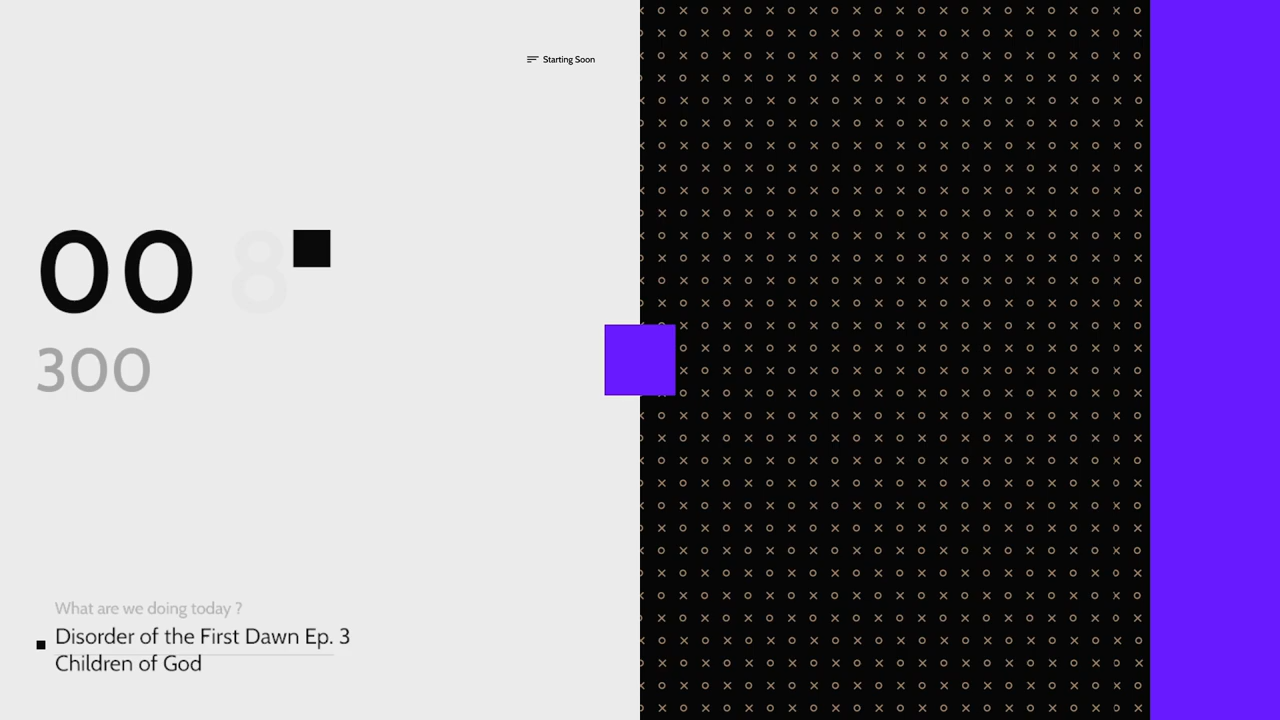 Starting Soon
00 8
300
What are we doing today ?
Disorder of the First Dawn Ep. 3
Children of God